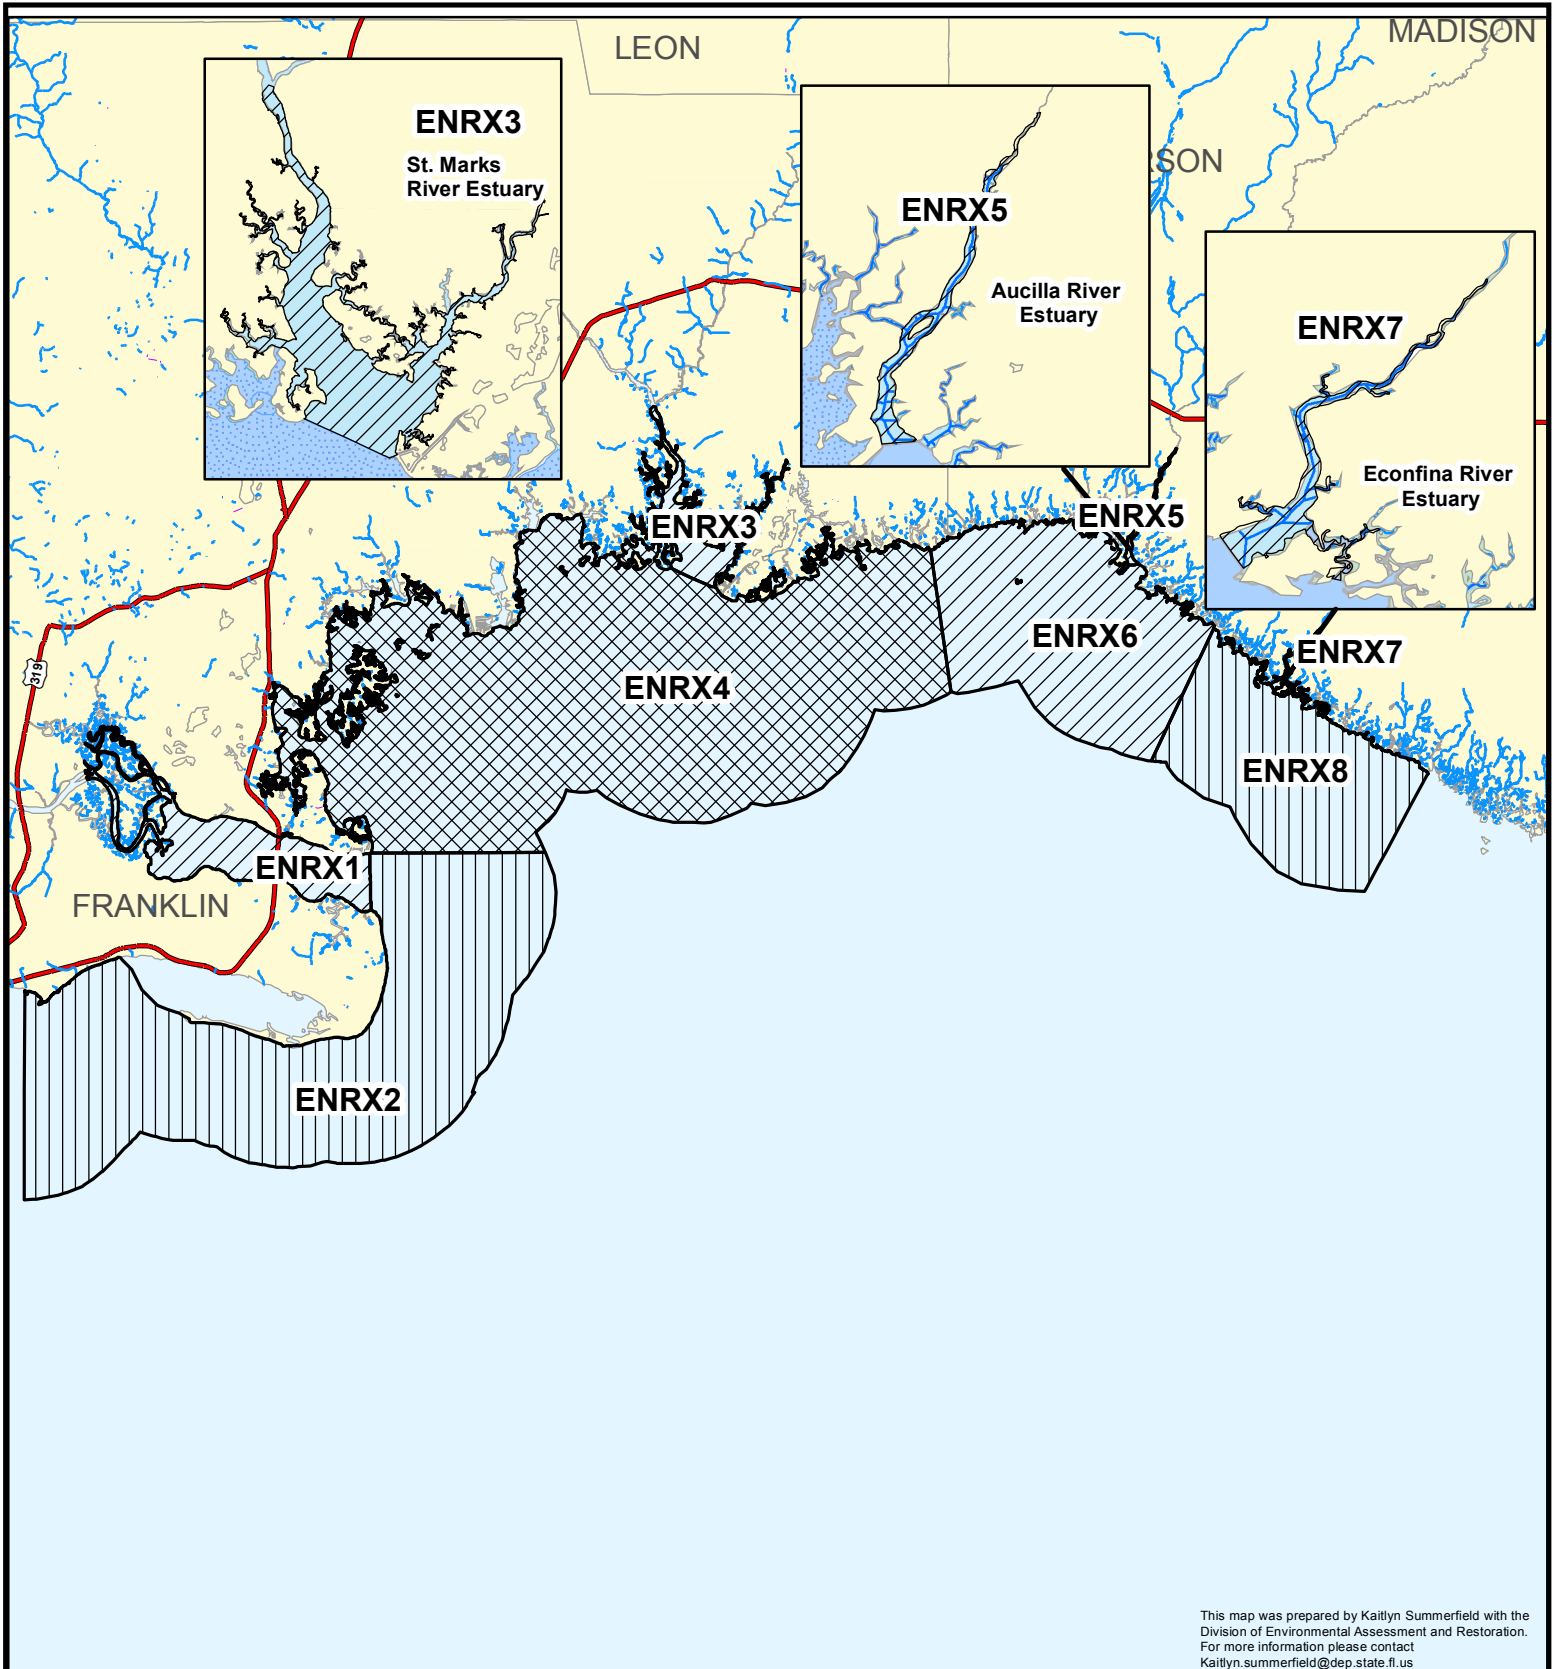 LEON
MADISON
ENRX3
St. Marks
River Estuary
RSON
ENRX5
Aucilla River
Estuary
ENRX7
Econfina River
Estuary
ENRX3
ENRX5
ENRX6
ENRX7
319
ENRX4
ENRX8
ENRX1
FRANKLIN
ENRX2
This map was prepared by Kaitlyn Summerfield with the
Division of Environmental Assessment and Restoration.
For more information please contact
Kaitlyn.summerfield@dep.state.fl.us